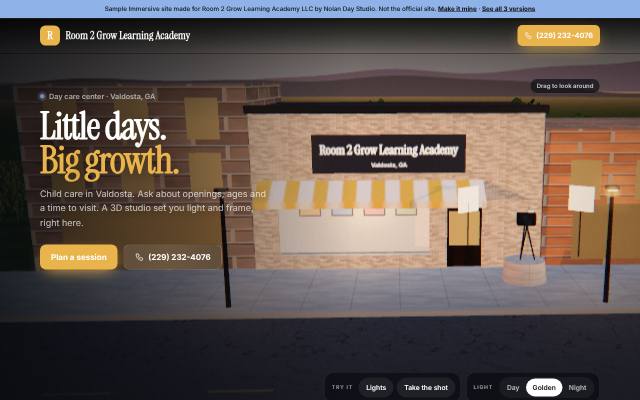 Sample Immersive site made for Room 2 Grow Learning Academy LLC by Nolan Day Studio. Not the official site. Make it mine · See all 3 versions
R Room 2 Grow Learning Academy
(229) 232-4076
Drag to look around
Day care center · Valdosta, GA
Little days.
Big growth.
Child care in Valdosta. Ask about openings, ages and
a time to visit. A 3D studio set you light and frame,
right here.
Plan a session
(229) 232-4076
Room 2 Grow Learning Academy
Valdosta, GA
TRY IT Lights Take the shot
LIGHT Day Golden Night